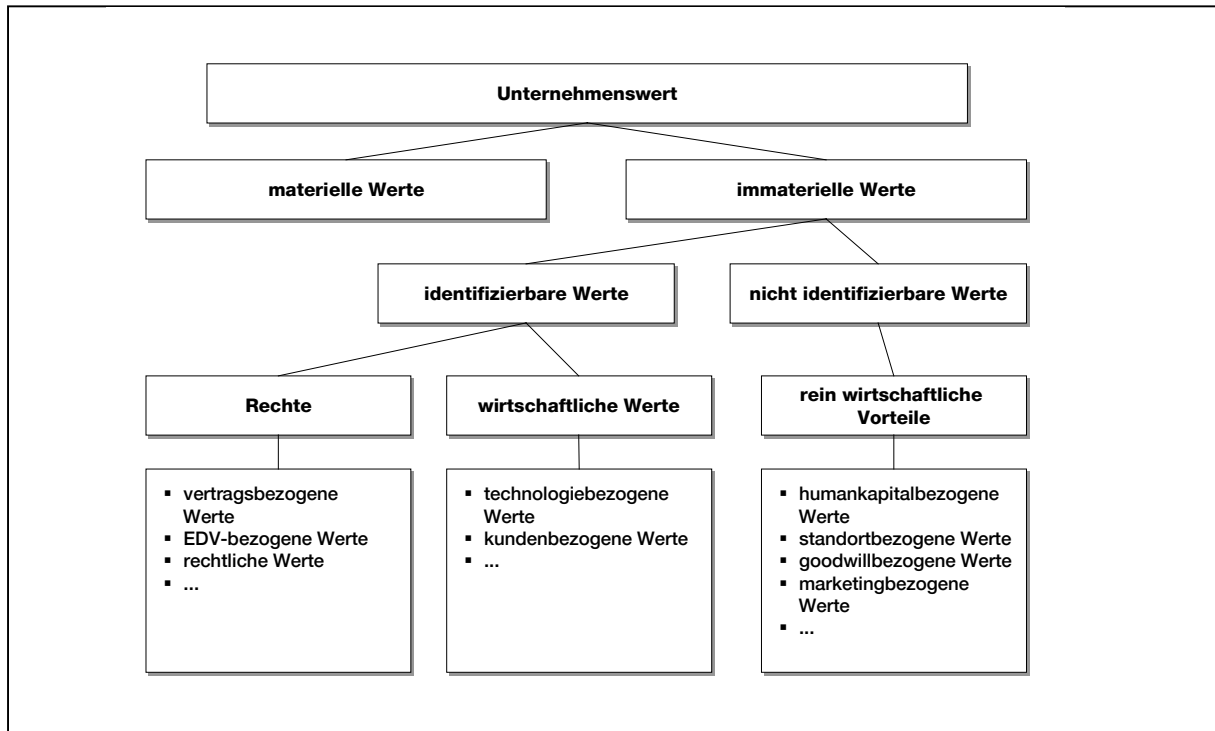 Unternehmenswert
materielle Werte
immaterielle Werte
identifizierbare Werte
nicht identifizierbare Werte
Rechte
wirtschaftliche Werte
rein wirtschaftliche
Vorteile
▪ vertragsbezogene
Werte
▪ EDV-bezogene Werte
▪ rechtliche Werte
▪ ...
▪ technologiebezogene
Werte
▪ kundenbezogene Werte
▪ ...
▪ humankapitalbezogene
Werte
▪ standortbezogene Werte
▪ goodwillbezogene Werte
▪ marketingbezogene
Werte
▪ ...